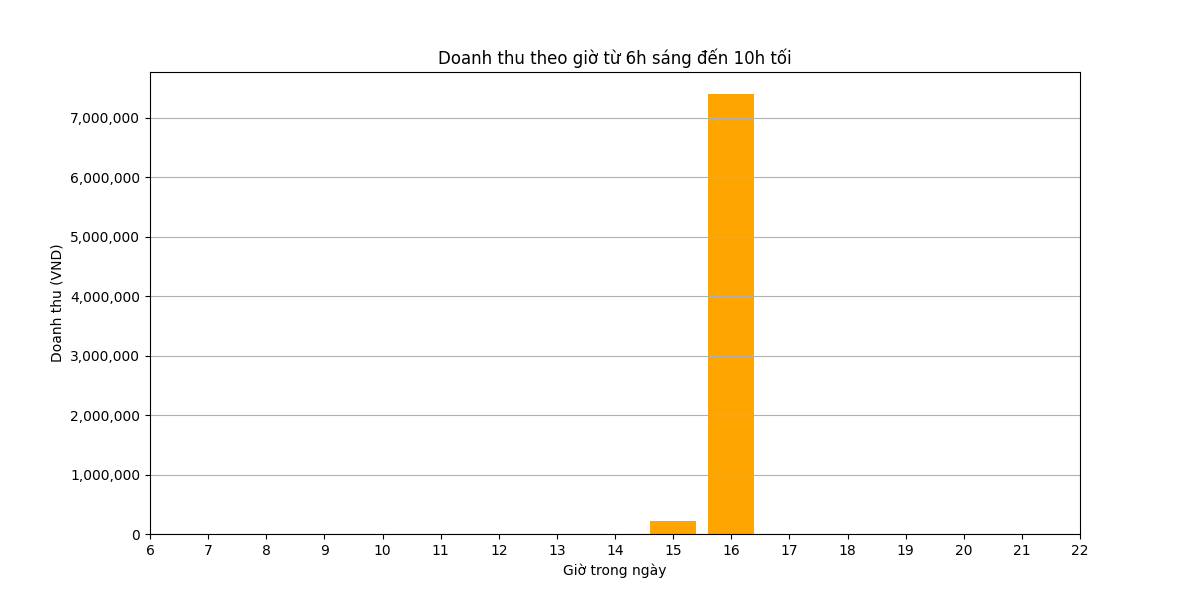 Doanh thu theo giờ từ 6h sáng đến 10h tối
Doanh thu (VND)
7,000,000
6,000,000
5,000,000
4,000,000
3,000,000
2,000,000
1,000,000
0
6 7 8 9 10 11 12 13 14 15 16 17 18 19 20 21 22
Giờ trong ngày